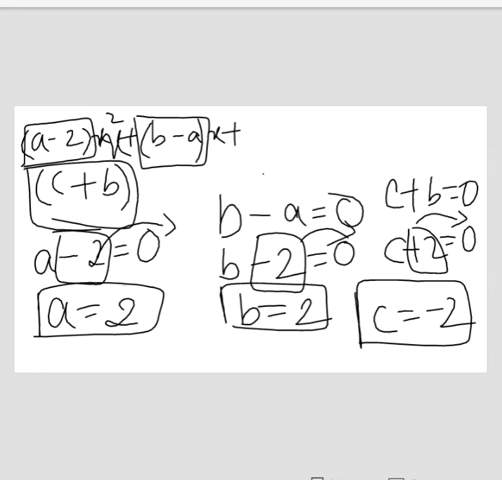 (a-2)x²+(b-a)x+
(c+b)
a-2=0
a=2
b-a=0
b-2=0
b=2
c+b=0
c+2=0
c=-2